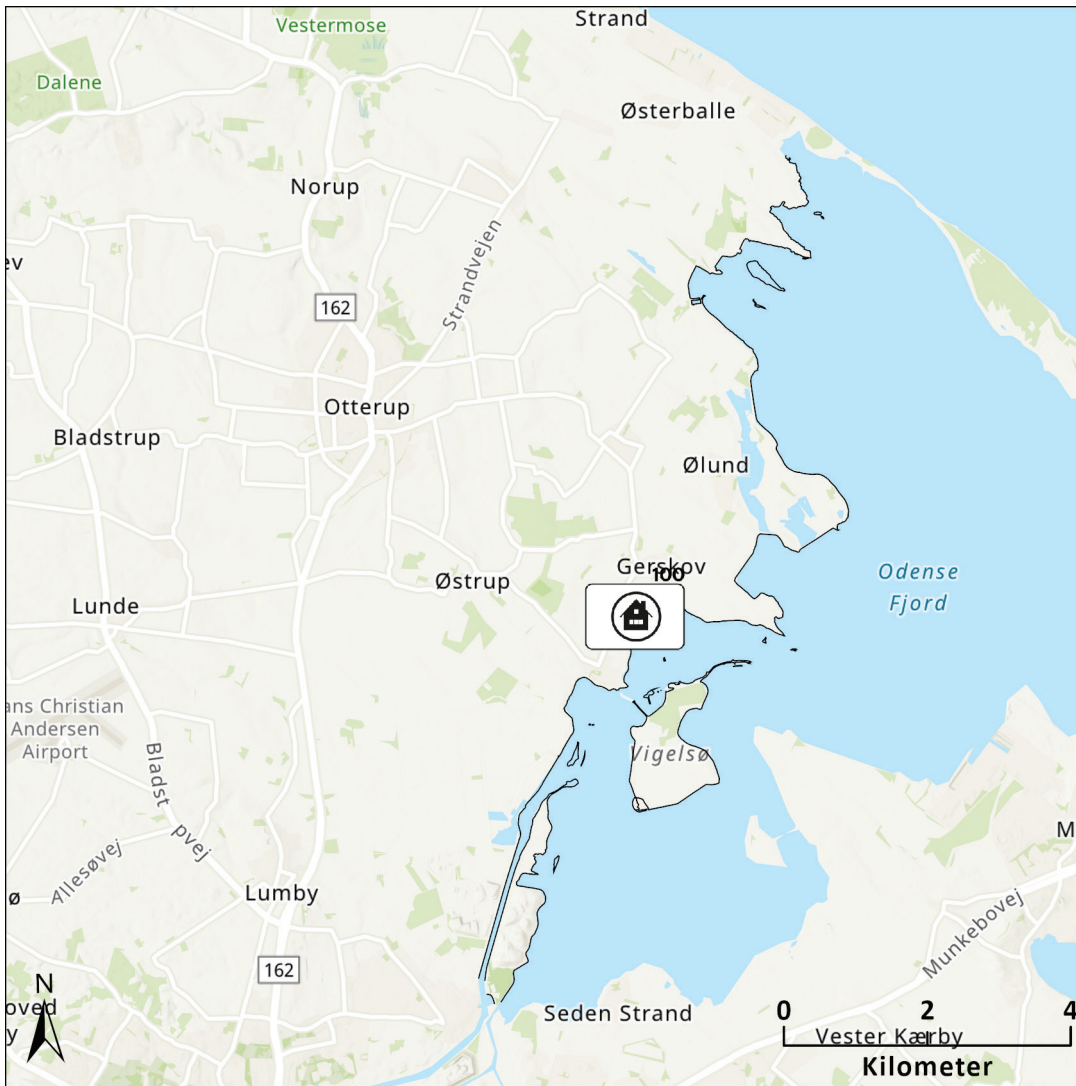 Strand
Vestermose
Dalene
Østerballe
Norup
ev
Strandvejen
162
Otterup
Bladstrup
Ølund
Gerskov
100
Østrup
Odense
Fjord
Lunde
ans Christian
Andersen
Airport
Vigelsø
Bladst
pvej
Allesøvej
M
ø
Lumby
Munkebovej
162
N
oved
y
Seden Strand
0 2 4
Vester Kærby
Kilometer